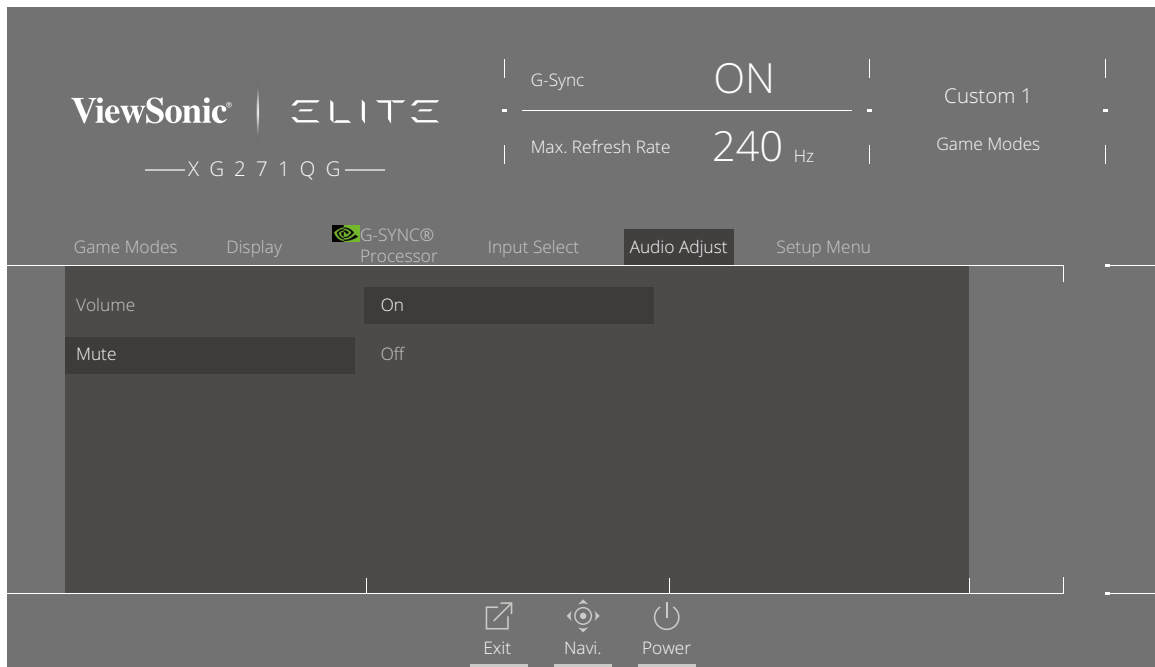 ViewSonic®
ELITE
XG271QG
G-Sync ON
Max. Refresh Rate 240 Hz
Custom 1
Game Modes
Game Modes Display G-SYNC® Processor Input Select Audio Adjust Setup Menu
Volume On
Mute Off
Exit Navi. Power